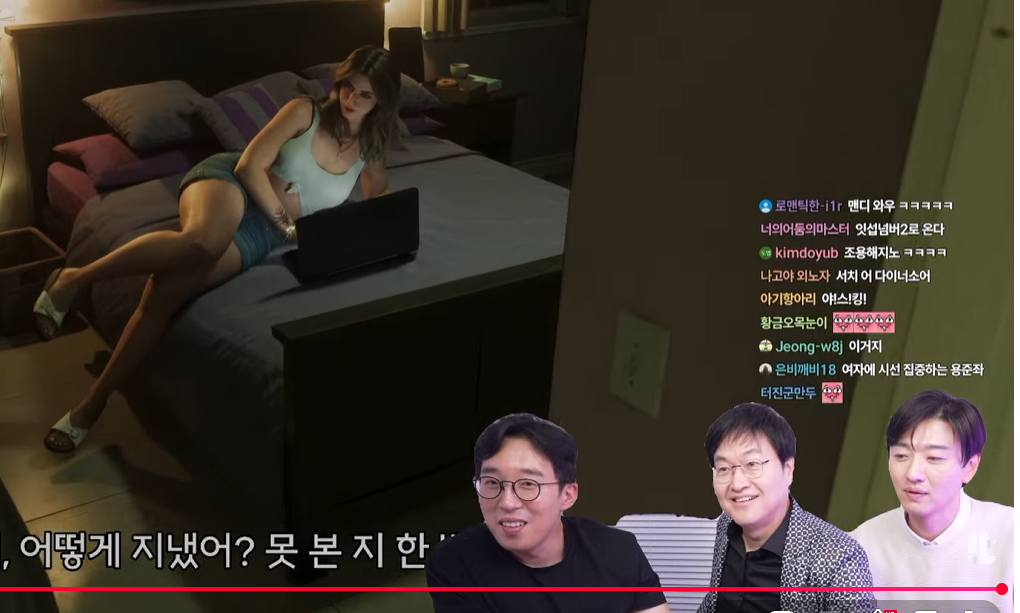 로맨틱한-i1r 맨디 와우 ㅋㅋㅋㅋㅋ
너의어둠의마스터 잇섭넘버2로 온다
kimdoyub 조용해지노 ㅋㅋㅋㅋ
나고야 외노자 서치 어 다이너소어
아기항아리 야!스!킹!
황금오목눈이
Jeong-w8j 이거지
은비깨비18 여자에 시선 집중하는 용준좌
터진군만두
, 어떻게 지냈어? 못 본 지 한